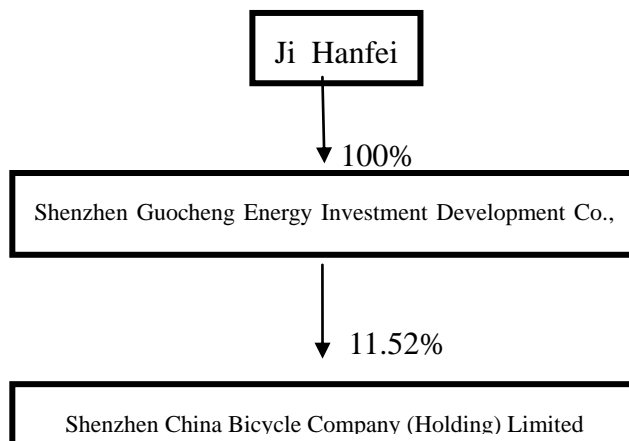 Ji Hanfei
100%
Shenzhen Guocheng Energy Investment Development Co.,
11.52%
Shenzhen China Bicycle Company (Holding) Limited